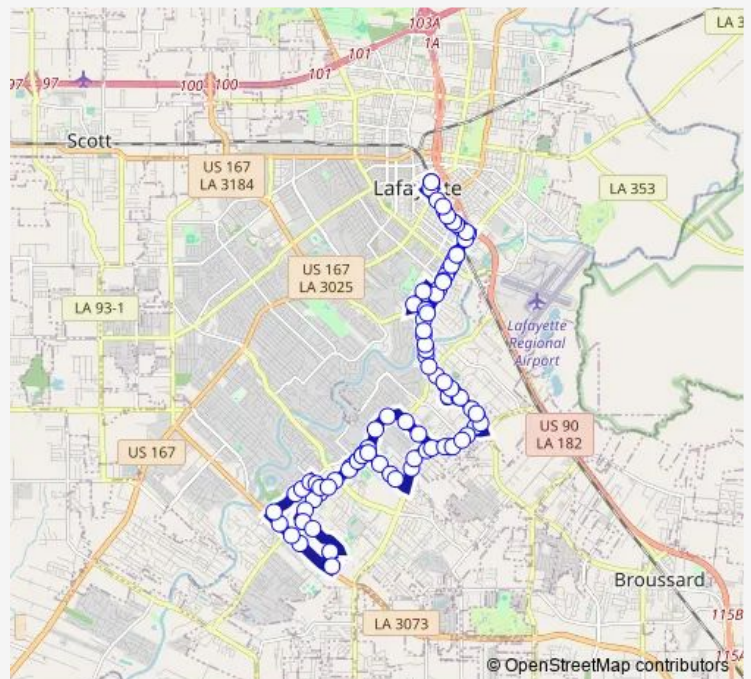 103A
1A
LA 3
101
101
97
97
100
100
Scott
US 167
LA 3184
Lafayette
LA 353
US 167
LA 3025
LA 93-1
Lafayette
Regional
Airport
US 90
LA 182
US 167
Broussard
LA 3073
115B
115A
© OpenStreetMap contributors